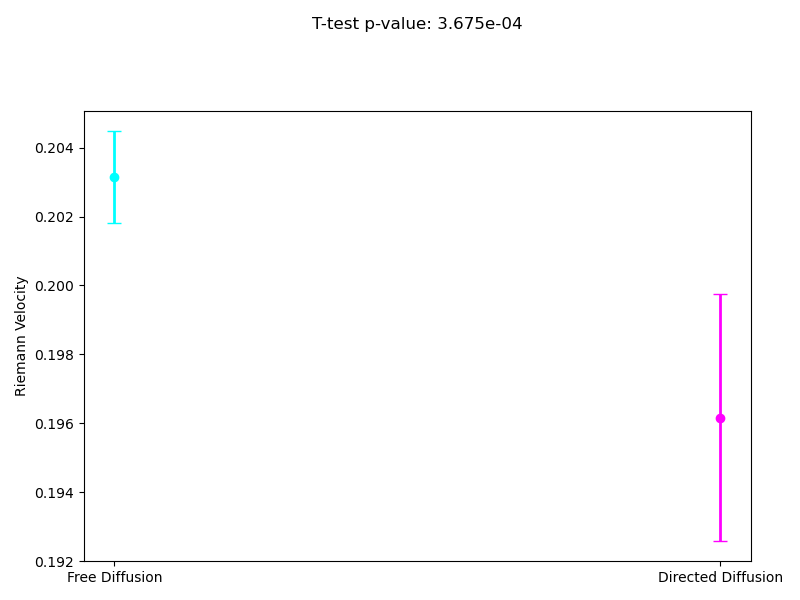 T-test p-value: 3.675e-04
0.204
0.202
0.200
0.198
0.196
0.194
0.192
Riemann Velocity
Free Diffusion
Directed Diffusion